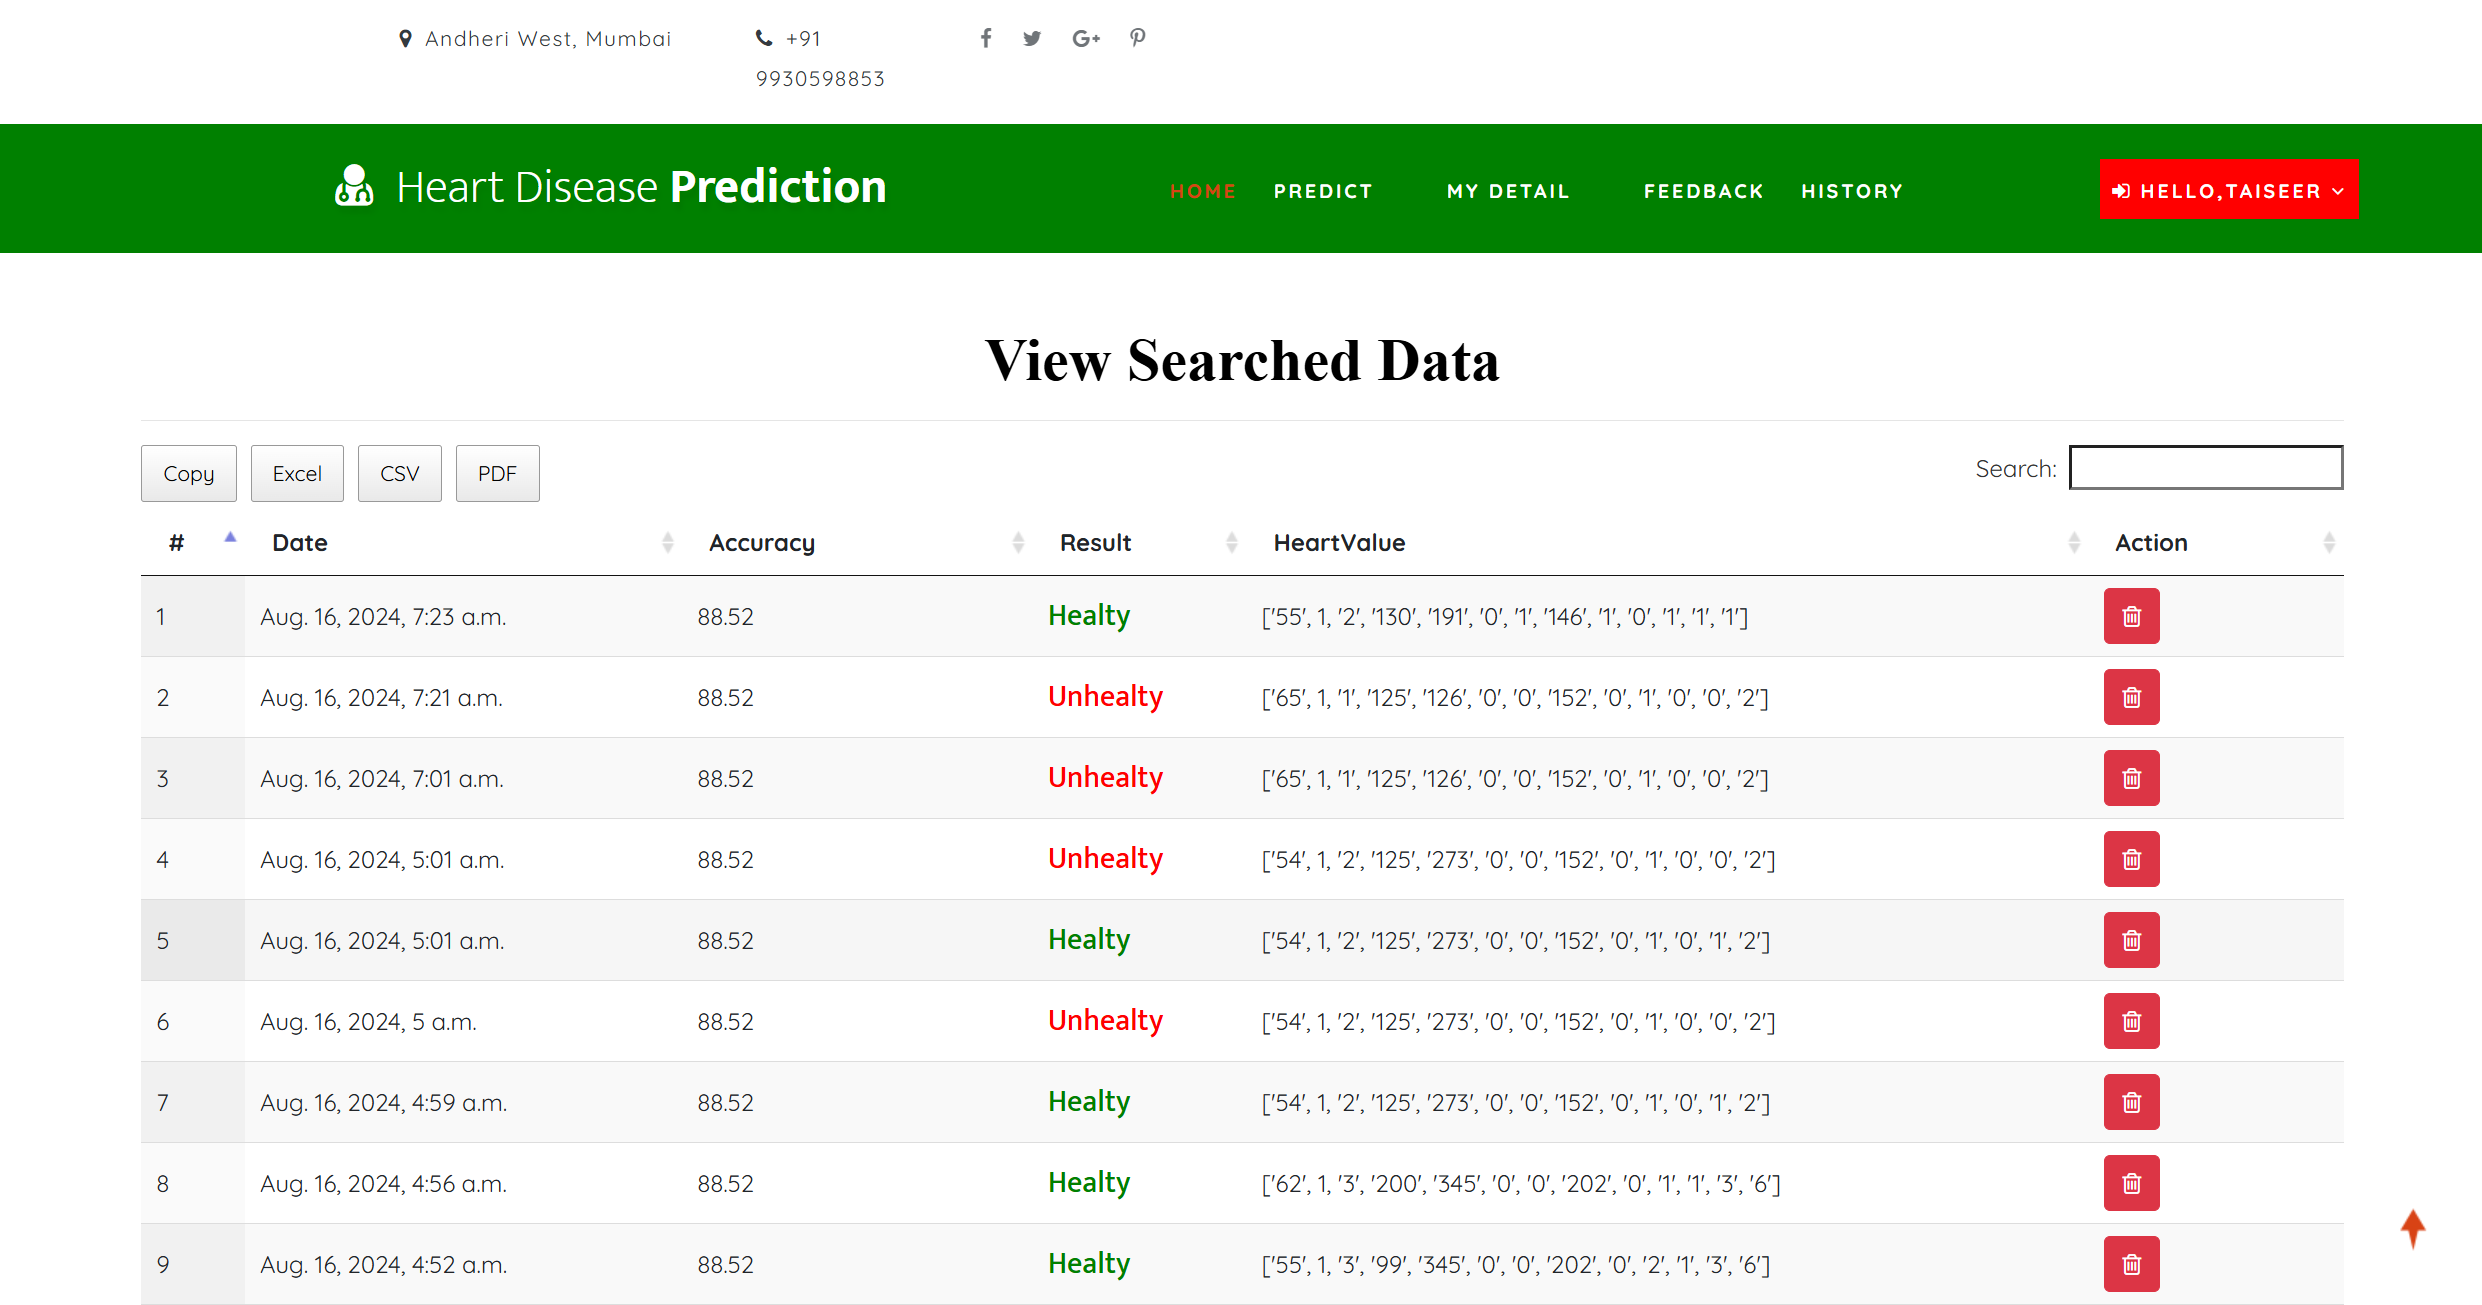 Andheri West, Mumbai
+91
9930598853
Heart Disease Prediction
HOME PREDICT MY DETAIL FEEDBACK HISTORY
HELLO,TAISEER
View Searched Data
Copy Excel CSV PDF Search:
# Date Accuracy Result HeartValue Action
1 Aug. 16, 2024, 7:23 a.m. 88.52 Healty ['55', 1, '2', '130', '191', '0', '1', '146', '1', '0', '1', '1', '1']
2 Aug. 16, 2024, 7:21 a.m. 88.52 Unhealty ['65', 1, '1', '125', '126', '0', '0', '152', '0', '1', '0', '0', '2']
3 Aug. 16, 2024, 7:01 a.m. 88.52 Unhealty ['65', 1, '1', '125', '126', '0', '0', '152', '0', '1', '0', '0', '2']
4 Aug. 16, 2024, 5:01 a.m. 88.52 Unhealty ['54', 1, '2', '125', '273', '0', '0', '152', '0', '1', '0', '0', '2']
5 Aug. 16, 2024, 5:01 a.m. 88.52 Healty ['54', 1, '2', '125', '273', '0', '0', '152', '0', '1', '0', '1', '2']
6 Aug. 16, 2024, 5 a.m. 88.52 Unhealty ['54', 1, '2', '125', '273', '0', '0', '152', '0', '1', '0', '0', '2']
7 Aug. 16, 2024, 4:59 a.m. 88.52 Healty ['54', 1, '2', '125', '273', '0', '0', '152', '0', '1', '0', '1', '2']
8 Aug. 16, 2024, 4:56 a.m. 88.52 Healty ['62', 1, '3', '200', '345', '0', '0', '202', '0', '1', '1', '3', '6']
9 Aug. 16, 2024, 4:52 a.m. 88.52 Healty ['55', 1, '3', '99', '345', '0', '0', '202', '0', '2', '1', '3', '6']